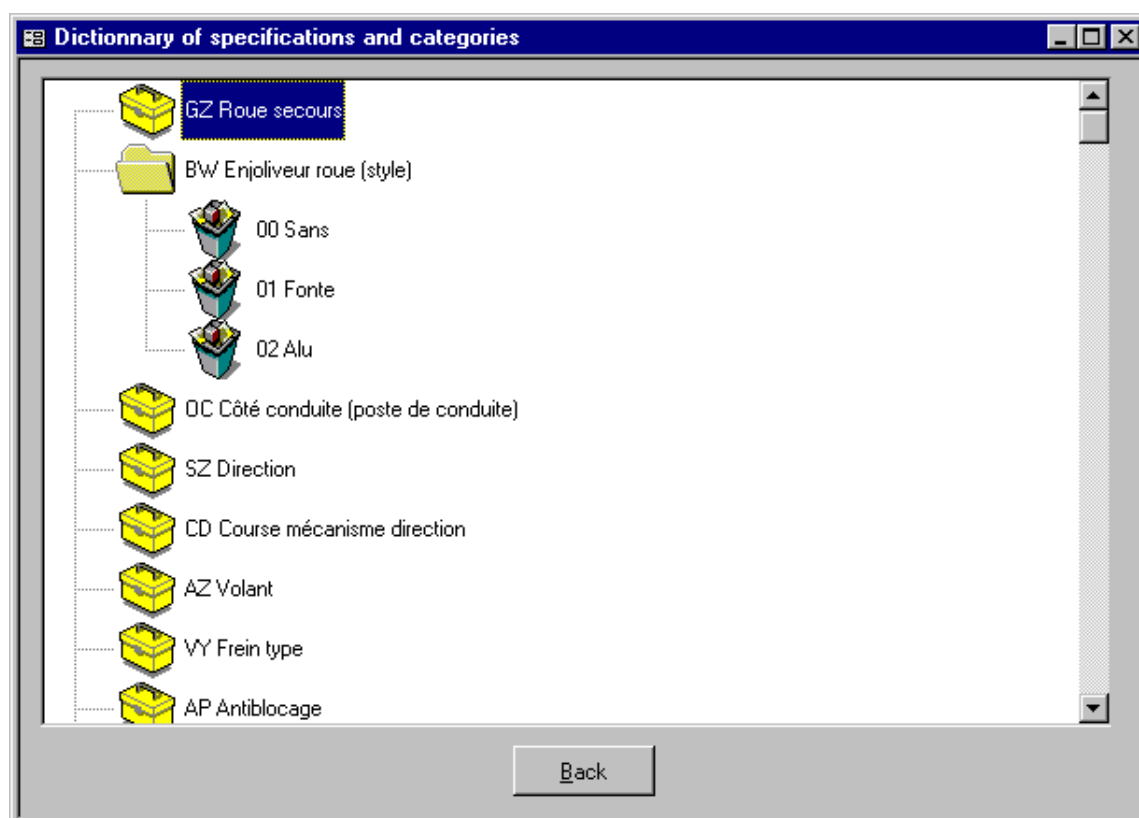 Dictionnary of specifications and categories
GZ Roue secours
BW Enjoliveur roue (style)
00 Sans
01 Fonte
02 Alu
OC Côté conduite (poste de conduite)
SZ Direction
CD Course mécanisme direction
AZ Volant
VY Frein type
AP Antiblocage
Back